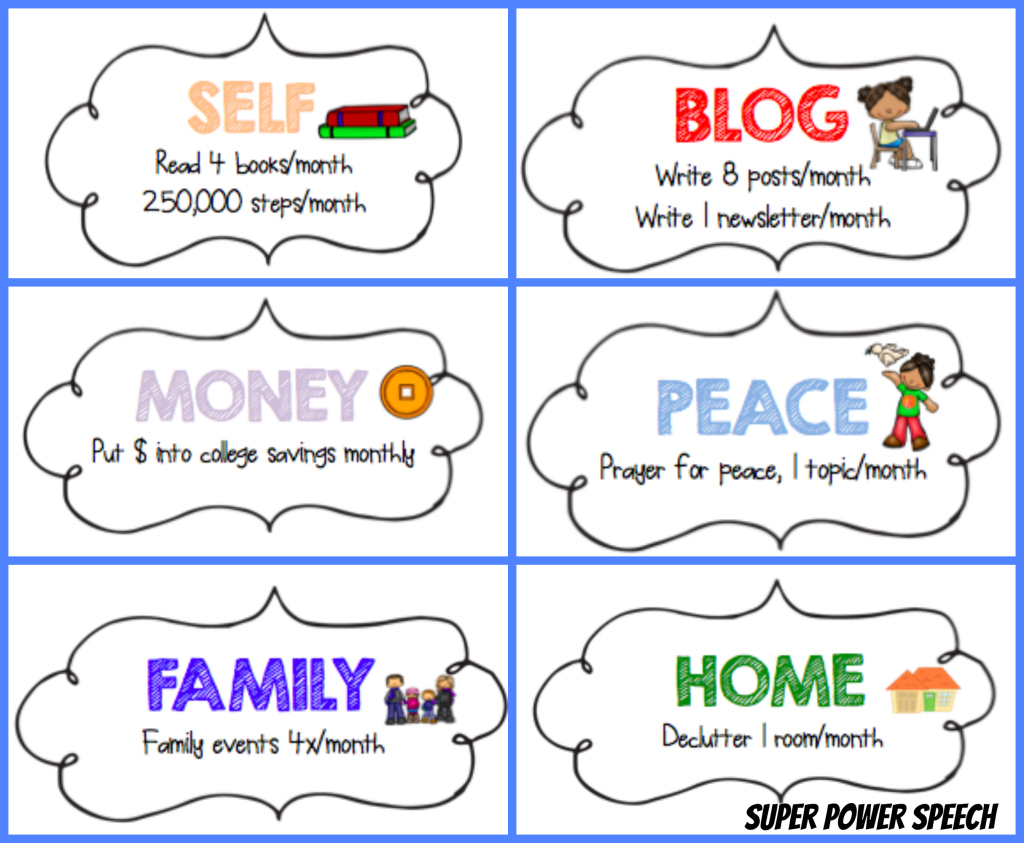 SELF
Read 4 books/month
250,000 steps/month
BLOG
Write 8 posts/month
Write 1 newsletter/month
MONEY
Put $ into college savings monthly
PEACE
Prayer for peace, 1 topic/month
FAMILY
Family events 4x/month
HOME
Declutter 1 room/month
SUPER POWER SPEECH